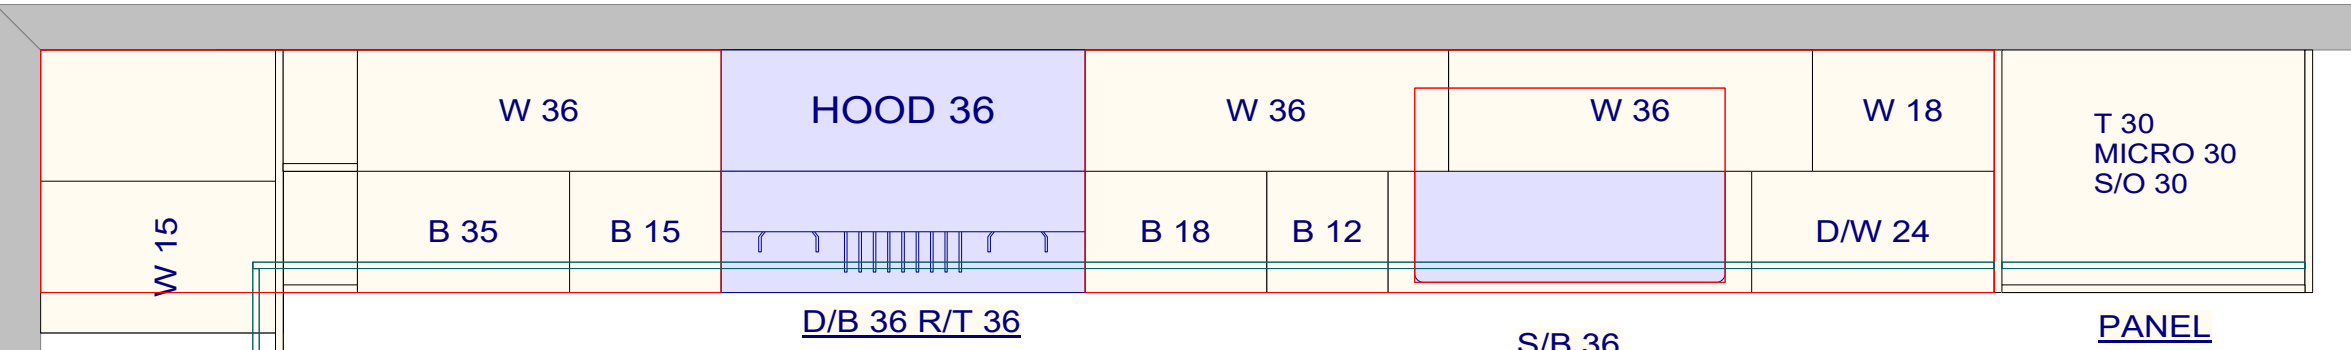 W 36
HOOD 36
W 36
W 36
W 18
T 30
MICRO 30
S/O 30
W 15
B 35
B 15
B 18
B 12
D/W 24
D/B 36 R/T 36
S/B 36
PANEL